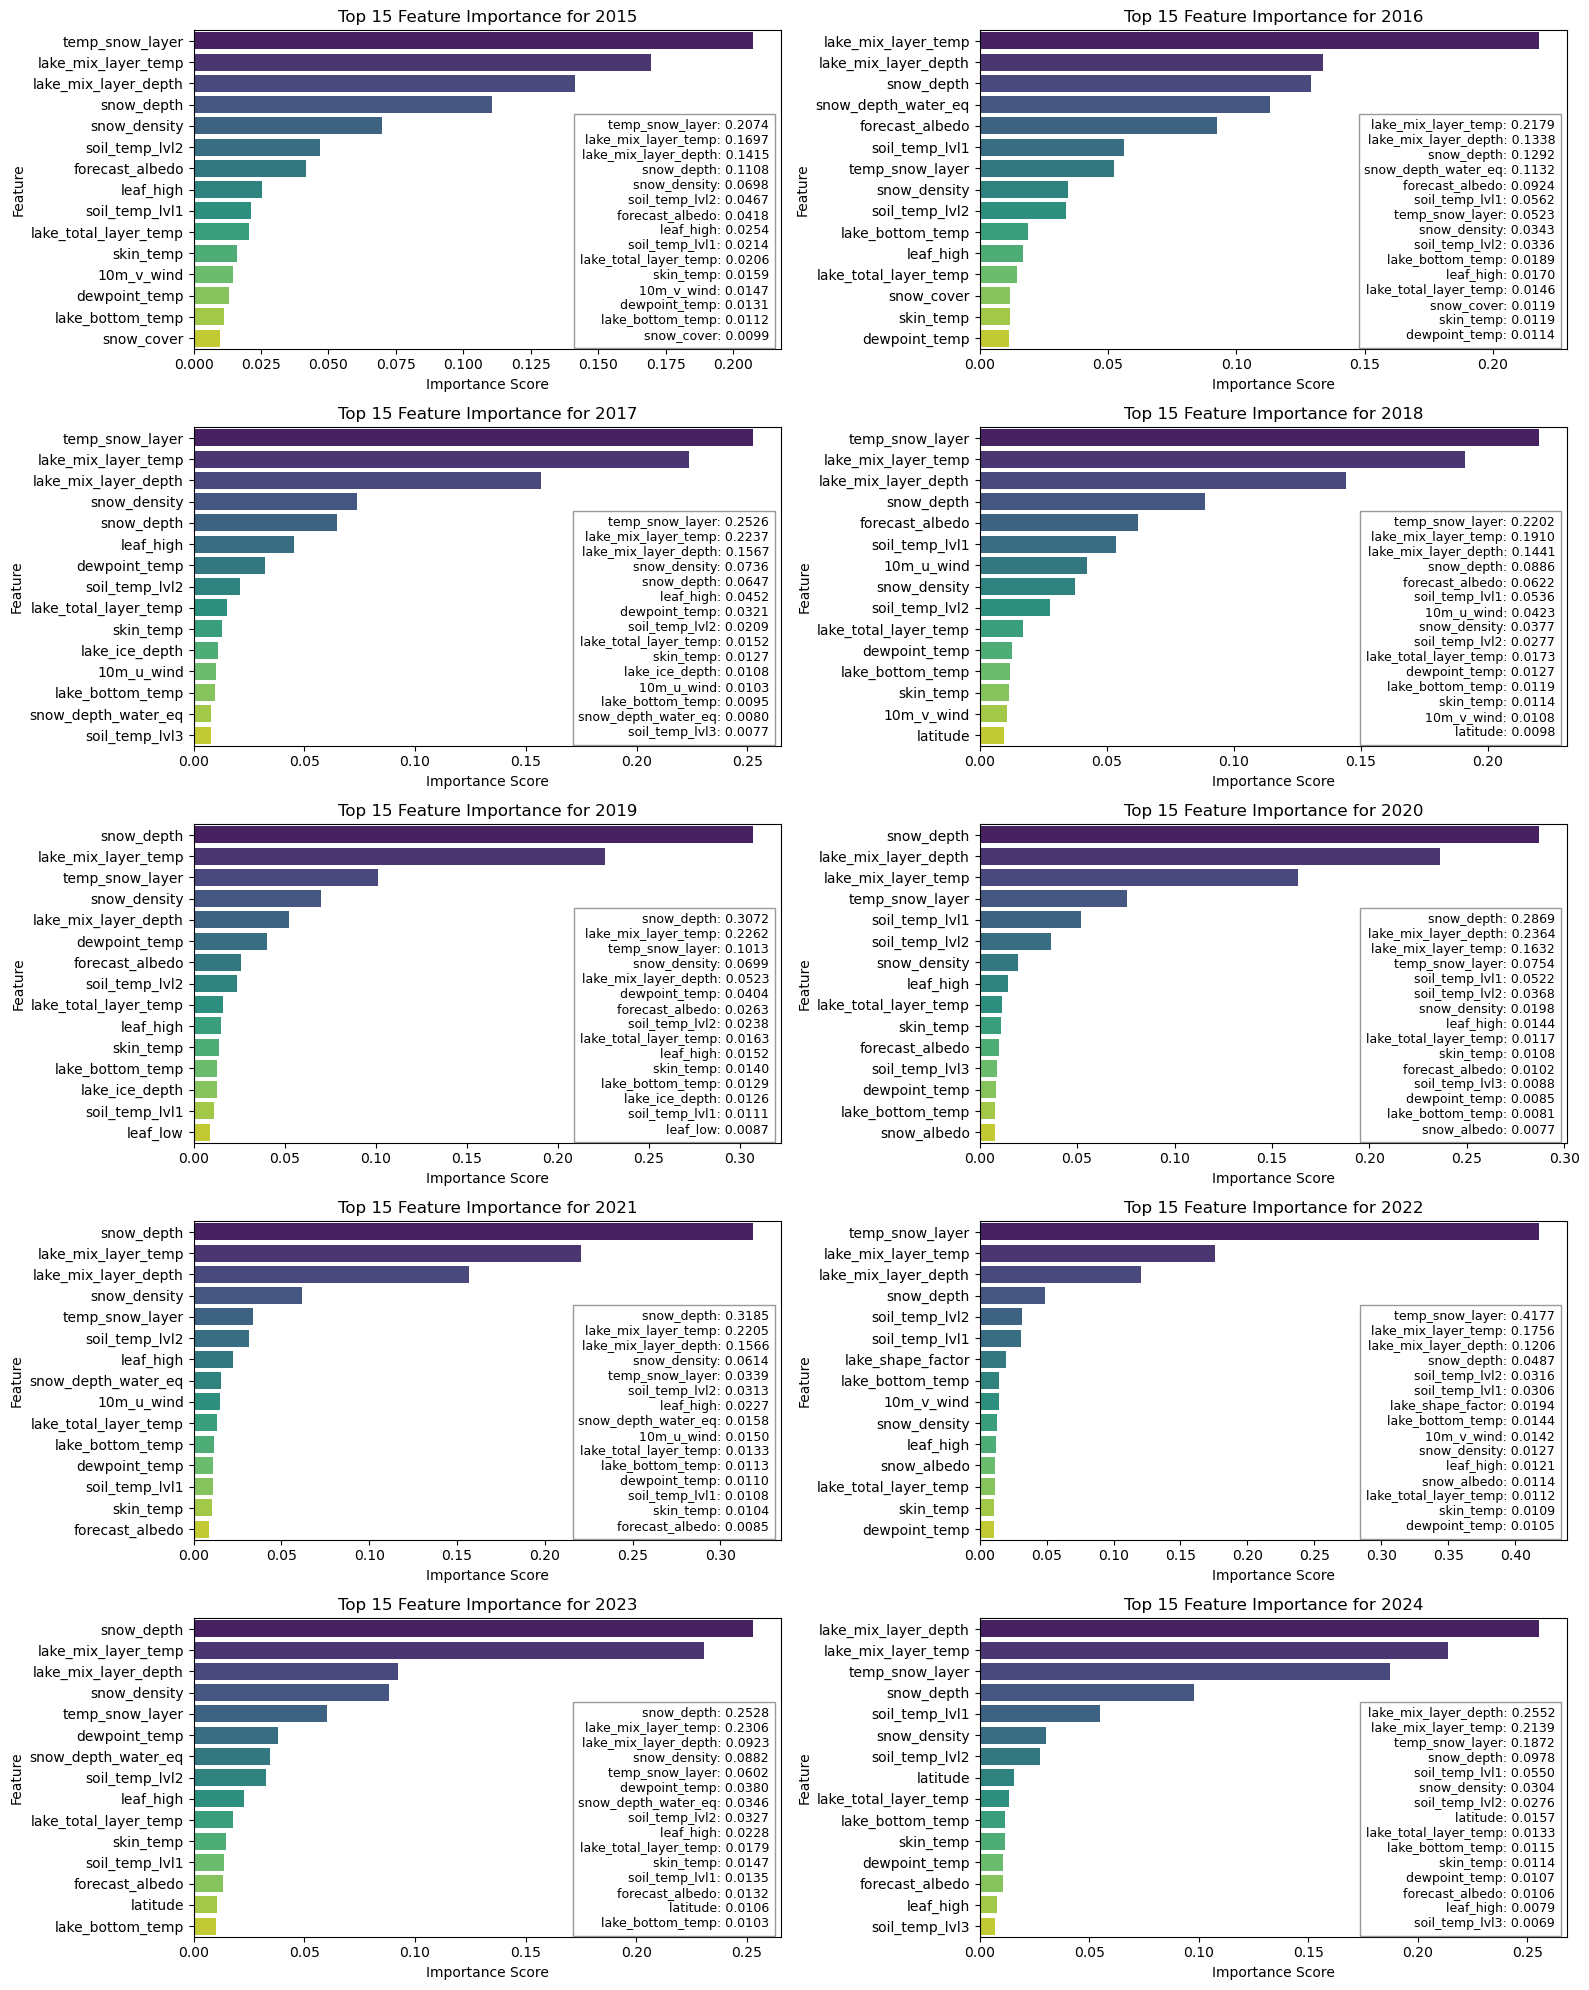 Top 15 Feature Importance for 2015
Feature
temp_snow_layer
lake_mix_layer_temp
lake_mix_layer_depth
snow_depth
snow_density
soil_temp_lvl2
forecast_albedo
leaf_high
soil_temp_lvl1
lake_total_layer_temp
skin_temp
10m_v_wind
dewpoint_temp
lake_bottom_temp
snow_cover
temp_snow_layer: 0.2074
lake_mix_layer_temp: 0.1697
lake_mix_layer_depth: 0.1415
snow_depth: 0.1108
snow_density: 0.0698
soil_temp_lvl2: 0.0467
forecast_albedo: 0.0418
leaf_high: 0.0254
soil_temp_lvl1: 0.0214
lake_total_layer_temp: 0.0206
skin_temp: 0.0159
10m_v_wind: 0.0147
dewpoint_temp: 0.0131
lake_bottom_temp: 0.0112
snow_cover: 0.0099
0.000 0.025 0.050 0.075 0.100 0.125 0.150 0.175 0.200
Importance Score
Top 15 Feature Importance for 2016
Feature
lake_mix_layer_temp
lake_mix_layer_depth
snow_depth
snow_depth_water_eq
forecast_albedo
soil_temp_lvl1
temp_snow_layer
snow_density
soil_temp_lvl2
lake_bottom_temp
leaf_high
lake_total_layer_temp
snow_cover
skin_temp
dewpoint_temp
lake_mix_layer_temp: 0.2179
lake_mix_layer_depth: 0.1338
snow_depth: 0.1292
snow_depth_water_eq: 0.1132
forecast_albedo: 0.0924
soil_temp_lvl1: 0.0562
temp_snow_layer: 0.0523
snow_density: 0.0343
soil_temp_lvl2: 0.0336
lake_bottom_temp: 0.0189
leaf_high: 0.0170
lake_total_layer_temp: 0.0146
snow_cover: 0.0119
skin_temp: 0.0119
dewpoint_temp: 0.0114
0.00 0.05 0.10 0.15 0.20
Importance Score
Top 15 Feature Importance for 2017
Feature
temp_snow_layer
lake_mix_layer_temp
lake_mix_layer_depth
snow_density
snow_depth
leaf_high
dewpoint_temp
soil_temp_lvl2
lake_total_layer_temp
skin_temp
lake_ice_depth
10m_u_wind
lake_bottom_temp
snow_depth_water_eq
soil_temp_lvl3
temp_snow_layer: 0.2526
lake_mix_layer_temp: 0.2237
lake_mix_layer_depth: 0.1567
snow_density: 0.0736
snow_depth: 0.0647
leaf_high: 0.0452
dewpoint_temp: 0.0321
soil_temp_lvl2: 0.0209
lake_total_layer_temp: 0.0152
skin_temp: 0.0127
lake_ice_depth: 0.0108
10m_u_wind: 0.0103
lake_bottom_temp: 0.0095
snow_depth_water_eq: 0.0080
soil_temp_lvl3: 0.0077
0.00 0.05 0.10 0.15 0.20 0.25
Importance Score
Top 15 Feature Importance for 2018
Feature
temp_snow_layer
lake_mix_layer_temp
lake_mix_layer_depth
snow_depth
forecast_albedo
soil_temp_lvl1
10m_u_wind
snow_density
soil_temp_lvl2
lake_total_layer_temp
dewpoint_temp
lake_bottom_temp
skin_temp
10m_v_wind
latitude
temp_snow_layer: 0.2202
lake_mix_layer_temp: 0.1910
lake_mix_layer_depth: 0.1441
snow_depth: 0.0886
forecast_albedo: 0.0622
soil_temp_lvl1: 0.0536
10m_u_wind: 0.0423
snow_density: 0.0377
soil_temp_lvl2: 0.0277
lake_total_layer_temp: 0.0173
dewpoint_temp: 0.0127
lake_bottom_temp: 0.0119
skin_temp: 0.0114
10m_v_wind: 0.0108
latitude: 0.0098
0.00 0.05 0.10 0.15 0.20
Importance Score
Top 15 Feature Importance for 2019
Feature
snow_depth
lake_mix_layer_temp
temp_snow_layer
snow_density
lake_mix_layer_depth
dewpoint_temp
forecast_albedo
soil_temp_lvl2
lake_total_layer_temp
leaf_high
skin_temp
lake_bottom_temp
lake_ice_depth
soil_temp_lvl1
leaf_low
snow_depth: 0.3072
lake_mix_layer_temp: 0.2262
temp_snow_layer: 0.1013
snow_density: 0.0699
lake_mix_layer_depth: 0.0523
dewpoint_temp: 0.0404
forecast_albedo: 0.0263
soil_temp_lvl2: 0.0238
lake_total_layer_temp: 0.0163
leaf_high: 0.0152
skin_temp: 0.0140
lake_bottom_temp: 0.0129
lake_ice_depth: 0.0126
soil_temp_lvl1: 0.0111
leaf_low: 0.0087
0.00 0.05 0.10 0.15 0.20 0.25 0.30
Importance Score
Top 15 Feature Importance for 2020
Feature
snow_depth
lake_mix_layer_depth
lake_mix_layer_temp
temp_snow_layer
soil_temp_lvl1
soil_temp_lvl2
snow_density
leaf_high
lake_total_layer_temp
skin_temp
forecast_albedo
soil_temp_lvl3
dewpoint_temp
lake_bottom_temp
snow_albedo
snow_depth: 0.2869
lake_mix_layer_depth: 0.2364
lake_mix_layer_temp: 0.1632
temp_snow_layer: 0.0754
soil_temp_lvl1: 0.0522
soil_temp_lvl2: 0.0368
snow_density: 0.0198
leaf_high: 0.0144
lake_total_layer_temp: 0.0117
skin_temp: 0.0108
forecast_albedo: 0.0102
soil_temp_lvl3: 0.0088
dewpoint_temp: 0.0085
lake_bottom_temp: 0.0081
snow_albedo: 0.0077
0.00 0.05 0.10 0.15 0.20 0.25 0.30
Importance Score
Top 15 Feature Importance for 2021
Feature
snow_depth
lake_mix_layer_temp
lake_mix_layer_depth
snow_density
temp_snow_layer
soil_temp_lvl2
leaf_high
snow_depth_water_eq
10m_u_wind
lake_total_layer_temp
lake_bottom_temp
dewpoint_temp
soil_temp_lvl1
skin_temp
forecast_albedo
snow_depth: 0.3185
lake_mix_layer_temp: 0.2205
lake_mix_layer_depth: 0.1566
snow_density: 0.0614
temp_snow_layer: 0.0339
soil_temp_lvl2: 0.0313
leaf_high: 0.0227
snow_depth_water_eq: 0.0158
10m_u_wind: 0.0150
lake_total_layer_temp: 0.0133
lake_bottom_temp: 0.0113
dewpoint_temp: 0.0110
soil_temp_lvl1: 0.0108
skin_temp: 0.0104
forecast_albedo: 0.0085
0.00 0.05 0.10 0.15 0.20 0.25 0.30
Importance Score
Top 15 Feature Importance for 2022
Feature
temp_snow_layer
lake_mix_layer_temp
lake_mix_layer_depth
snow_depth
soil_temp_lvl2
soil_temp_lvl1
lake_shape_factor
lake_bottom_temp
10m_v_wind
snow_density
leaf_high
snow_albedo
lake_total_layer_temp
skin_temp
dewpoint_temp
temp_snow_layer: 0.4177
lake_mix_layer_temp: 0.1756
lake_mix_layer_depth: 0.1206
snow_depth: 0.0487
soil_temp_lvl2: 0.0316
soil_temp_lvl1: 0.0306
lake_shape_factor: 0.0194
lake_bottom_temp: 0.0144
10m_v_wind: 0.0142
snow_density: 0.0127
leaf_high: 0.0121
snow_albedo: 0.0114
lake_total_layer_temp: 0.0112
skin_temp: 0.0109
dewpoint_temp: 0.0105
0.00 0.05 0.10 0.15 0.20 0.25 0.30 0.35 0.40
Importance Score
Top 15 Feature Importance for 2023
Feature
snow_depth
lake_mix_layer_temp
lake_mix_layer_depth
snow_density
temp_snow_layer
dewpoint_temp
snow_depth_water_eq
soil_temp_lvl2
leaf_high
lake_total_layer_temp
skin_temp
soil_temp_lvl1
forecast_albedo
latitude
lake_bottom_temp
snow_depth: 0.2528
lake_mix_layer_temp: 0.2306
lake_mix_layer_depth: 0.0923
snow_density: 0.0882
temp_snow_layer: 0.0602
dewpoint_temp: 0.0380
snow_depth_water_eq: 0.0346
soil_temp_lvl2: 0.0327
leaf_high: 0.0228
lake_total_layer_temp: 0.0179
skin_temp: 0.0147
soil_temp_lvl1: 0.0135
forecast_albedo: 0.0132
latitude: 0.0106
lake_bottom_temp: 0.0103
0.00 0.05 0.10 0.15 0.20 0.25
Importance Score
Top 15 Feature Importance for 2024
Feature
lake_mix_layer_depth
lake_mix_layer_temp
temp_snow_layer
snow_depth
soil_temp_lvl1
snow_density
soil_temp_lvl2
latitude
lake_total_layer_temp
lake_bottom_temp
skin_temp
dewpoint_temp
forecast_albedo
leaf_high
soil_temp_lvl3
lake_mix_layer_depth: 0.2552
lake_mix_layer_temp: 0.2139
temp_snow_layer: 0.1872
snow_depth: 0.0978
soil_temp_lvl1: 0.0550
snow_density: 0.0304
soil_temp_lvl2: 0.0276
latitude: 0.0157
lake_total_layer_temp: 0.0133
lake_bottom_temp: 0.0115
skin_temp: 0.0114
dewpoint_temp: 0.0107
forecast_albedo: 0.0106
leaf_high: 0.0079
soil_temp_lvl3: 0.0069
0.00 0.05 0.10 0.15 0.20 0.25
Importance Score